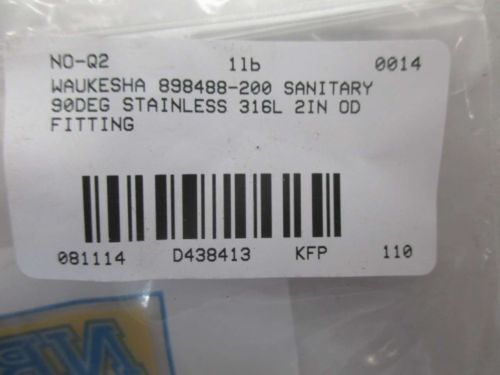 NO-Q2 1lb 0014
WAUKESHA 898488-200 SANITARY
90DEG STAINLESS 316L 2IN OD
FITTING
081114 D438413 KFP 110